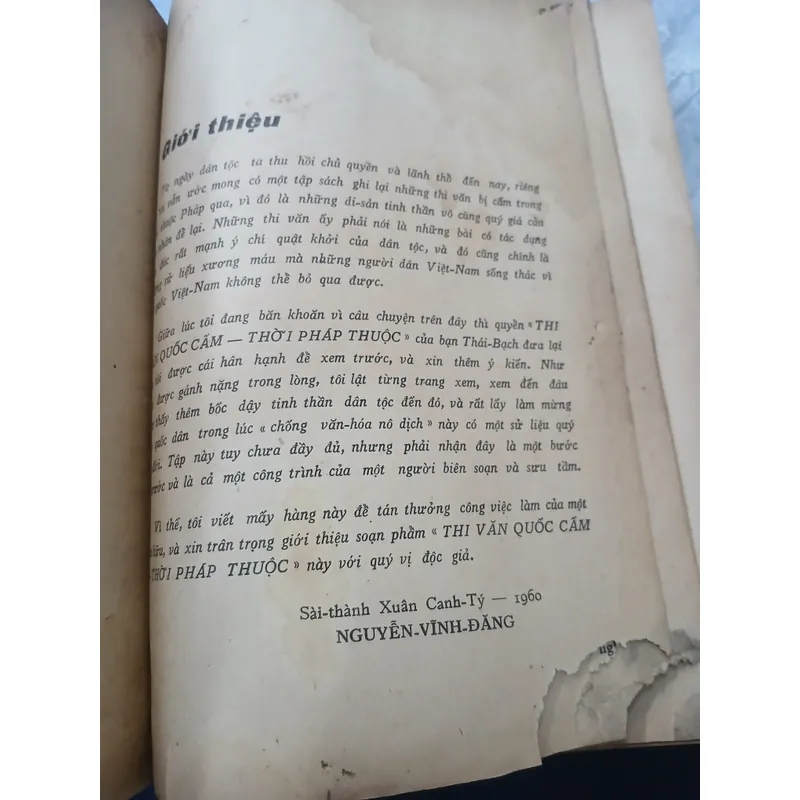 Giới thiệu
ngày dân tộc ta thu hồi chủ quyền và lãnh thổ đến nay, riêng
vẫn ước mong có một tập sách ghi lại những thi văn bị cấm trong
thuộc Pháp qua, vì đó là những di-sản tinh thần vô cùng quý giá của
nhân để lại. Những thi văn ấy phải nói là những bài có tác dụng
đúc rất mạnh ý chí quật khởi của dân tộc, và đó cũng chính là
sử liệu xương máu mà những người dân Việt-Nam sống thác vì
quốc Việt-Nam không thể bỏ qua được.
Giữa lúc tôi đang băn khoăn vì câu chuyện trên đây thì quyển «THI
VĂN QUỐC CẤM — THỜI PHÁP THUỘC» của bạn Thái-Bạch đưa lại
tôi được cái hân hạnh để xem trước, và xin thêm ý kiến. Như
được gánh nặng trong lòng, tôi lật từng trang xem, xem đến đâu
thấy thêm bốc dậy tinh thần dân tộc đến đó, và rất lấy làm mừng
quốc dân trong lúc «chống văn-hóa nô dịch» này có một sử liệu quý
Tập này tuy chưa đầy đủ, nhưng phải nhận đây là một bước
trước và là cả một công trình của một người biên soạn và sưu tầm.
Vì thế, tôi viết mấy hàng này để tán thưởng công việc làm của một
hữu, và xin trân trọng giới thiệu soạn phẩm «THI VĂN QUỐC CẤM
— THỜI PHÁP THUỘC» này với quý vị độc giả.
Sài-thành Xuân Canh-Tý — 1960
NGUYỄN-VĨNH-ĐĂNG